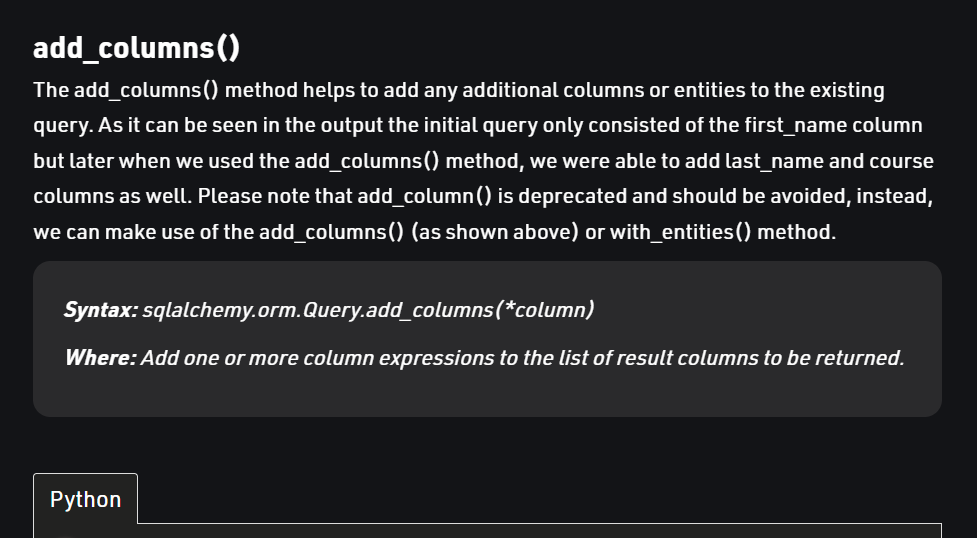 add_columns()
The add_columns() method helps to add any additional columns or entities to the existing
query. As it can be seen in the output the initial query only consisted of the first_name column
but later when we used the add_columns() method, we were able to add last_name and course
columns as well. Please note that add_column() is deprecated and should be avoided, instead,
we can make use of the add_columns() (as shown above) or with_entities() method.
Syntax: sqlalchemy.orm.Query.add_columns(*column)
Where: Add one or more column expressions to the list of result columns to be returned.
Python